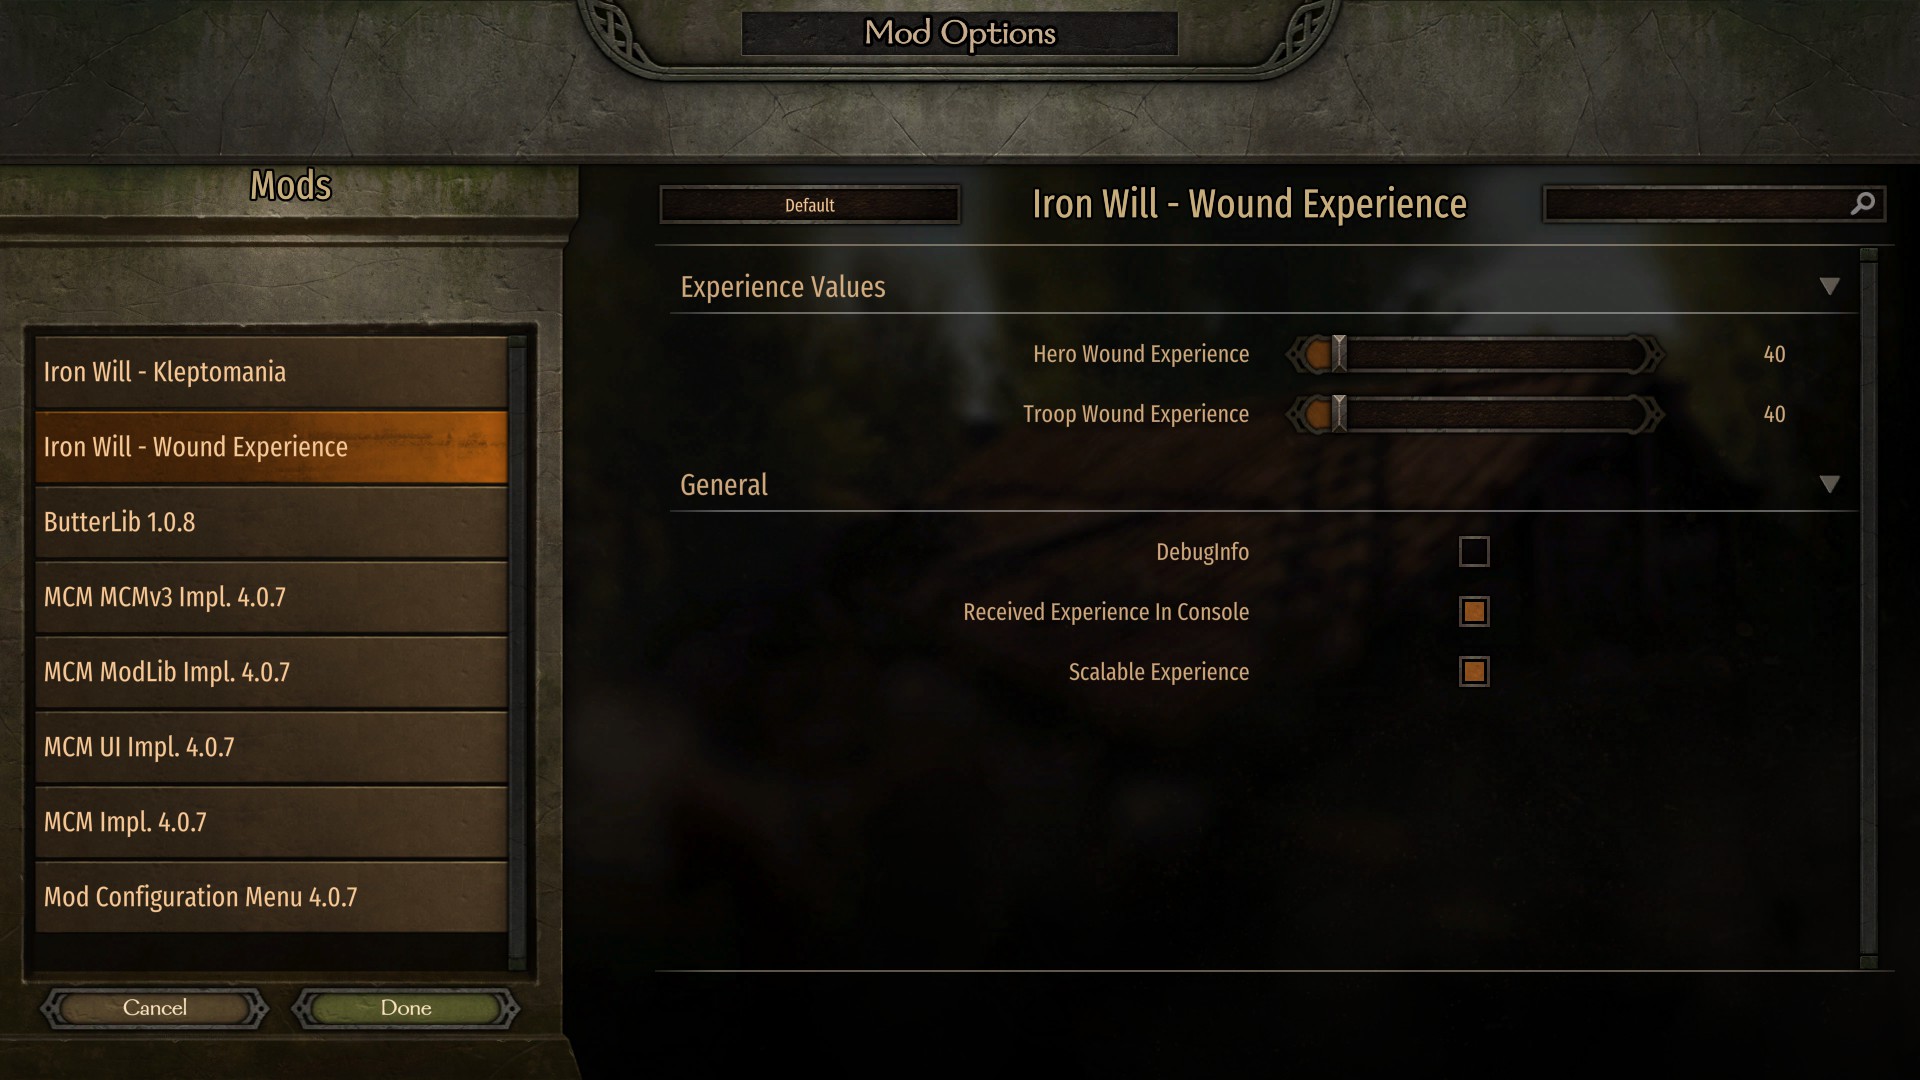 Mod Options
Mods
Iron Will - Kleptomania
Iron Will - Wound Experience
ButterLib 1.0.8
MCM MCMv3 Impl. 4.0.7
MCM ModLib Impl. 4.0.7
MCM UI Impl. 4.0.7
MCM Impl. 4.0.7
Mod Configuration Menu 4.0.7
Cancel
Done
Default
Iron Will - Wound Experience
Experience Values
Hero Wound Experience 40
Troop Wound Experience 40
General
DebugInfo
Received Experience In Console
Scalable Experience